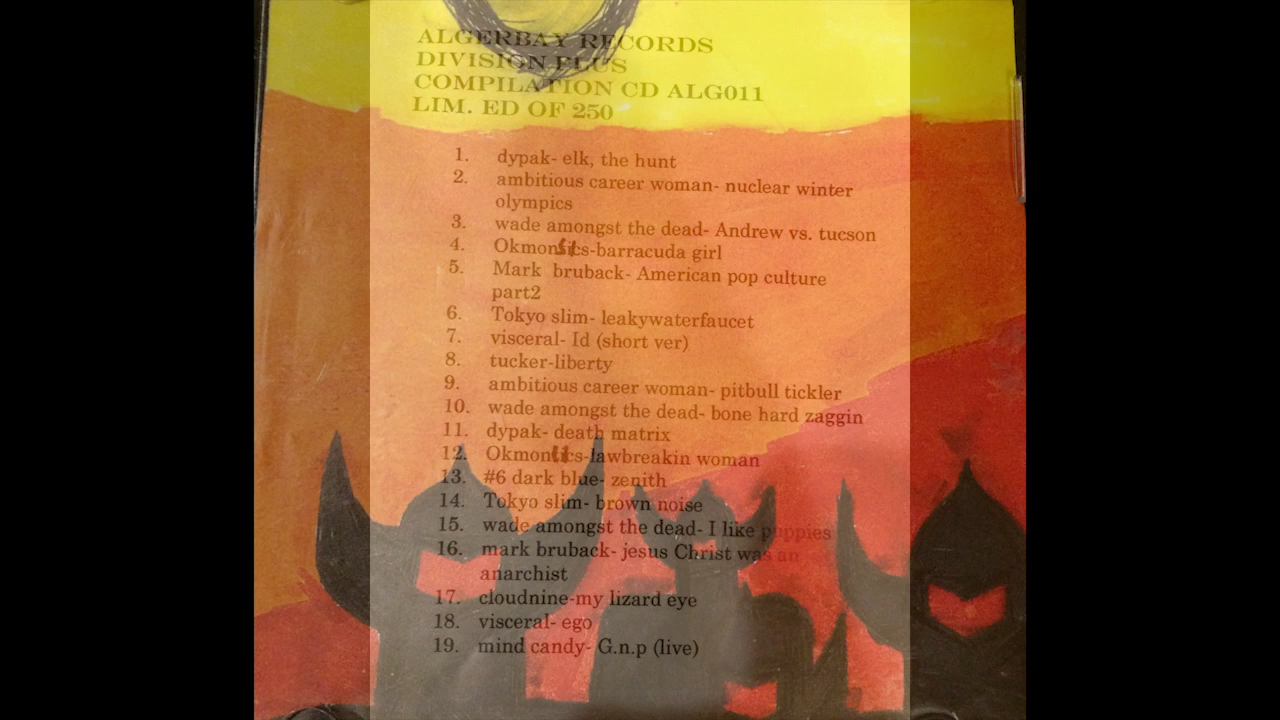 ALGERBAY RECORDS
DIVISION PLUS
COMPILATION CD ALG011
LIM. ED OF 250
1. dypak- elk, the hunt
2. ambitious career woman- nuclear winter
olympics
3. wade amongst the dead- Andrew vs. tucson
4. Okmonsics-barracuda girl
5. Mark bruback- American pop culture
part2
6. Tokyo slim- leakywaterfaucet
7. visceral- Id (short ver)
8. tucker-liberty
9. ambitious career woman- pitbull tickler
10. wade amongst the dead- bone hard zaggin
11. dypak- death matrix
12. -lawbreakin woman
13. #6 dark blue- zenith
14. Tokyo slim- brown noise
15. wade amongst the dead- I like puppies
16. mark bruback- jesus Christ was an
anarchist
17. cloudnine-my lizard eye
18. visceral- ego
19. mind candy- G.n.p (live)